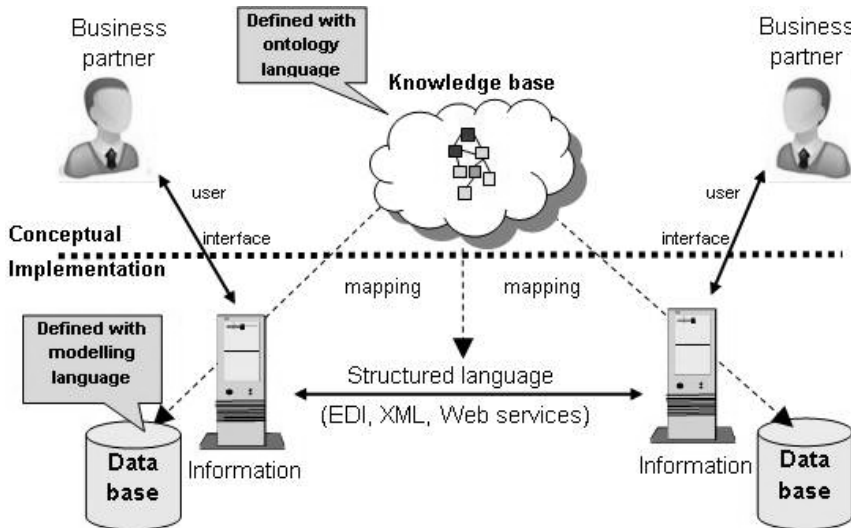 Business
partner
Defined with
ontology
language
Knowledge base
Business
partner
user
interface
user
interface
Conceptual
Implementation
mapping
mapping
Defined with
modelling
language
Structured language
(EDI, XML, Web services)
Information
Information
Data
base
Data
base